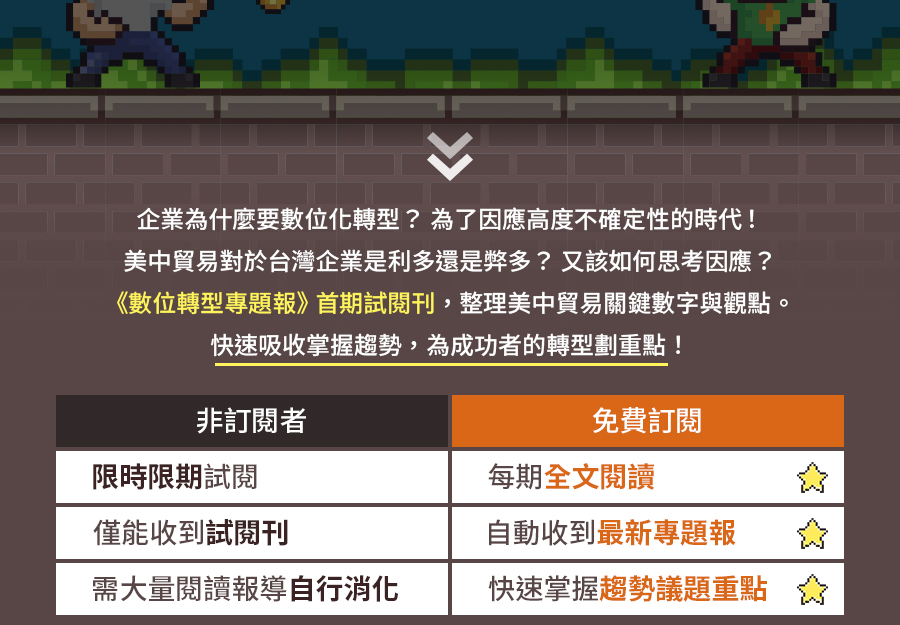 企業為什麼要數位化轉型？為了因應高度不確定性的時代！
美中貿易對於台灣企業是利多還是弊多？又該如何思考因應？
《數位轉型專題報》首期試閱刊，整理美中貿易關鍵數字與觀點。
快速吸收掌握趨勢，為成功者的轉型劃重點！
非訂閱者
免費訂閱
限時限期試閱
每期全文閱讀
僅能收到試閱刊
自動收到最新專題報
需大量閱讀報導自行消化
快速掌握趨勢議題重點